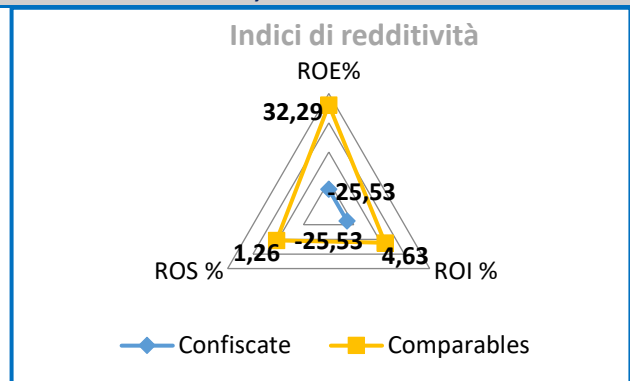 Indici di redditività
ROE%
32,29
-25,53
-25,53
1,26
4,63
ROS %
ROI %
Confiscate
Comparables